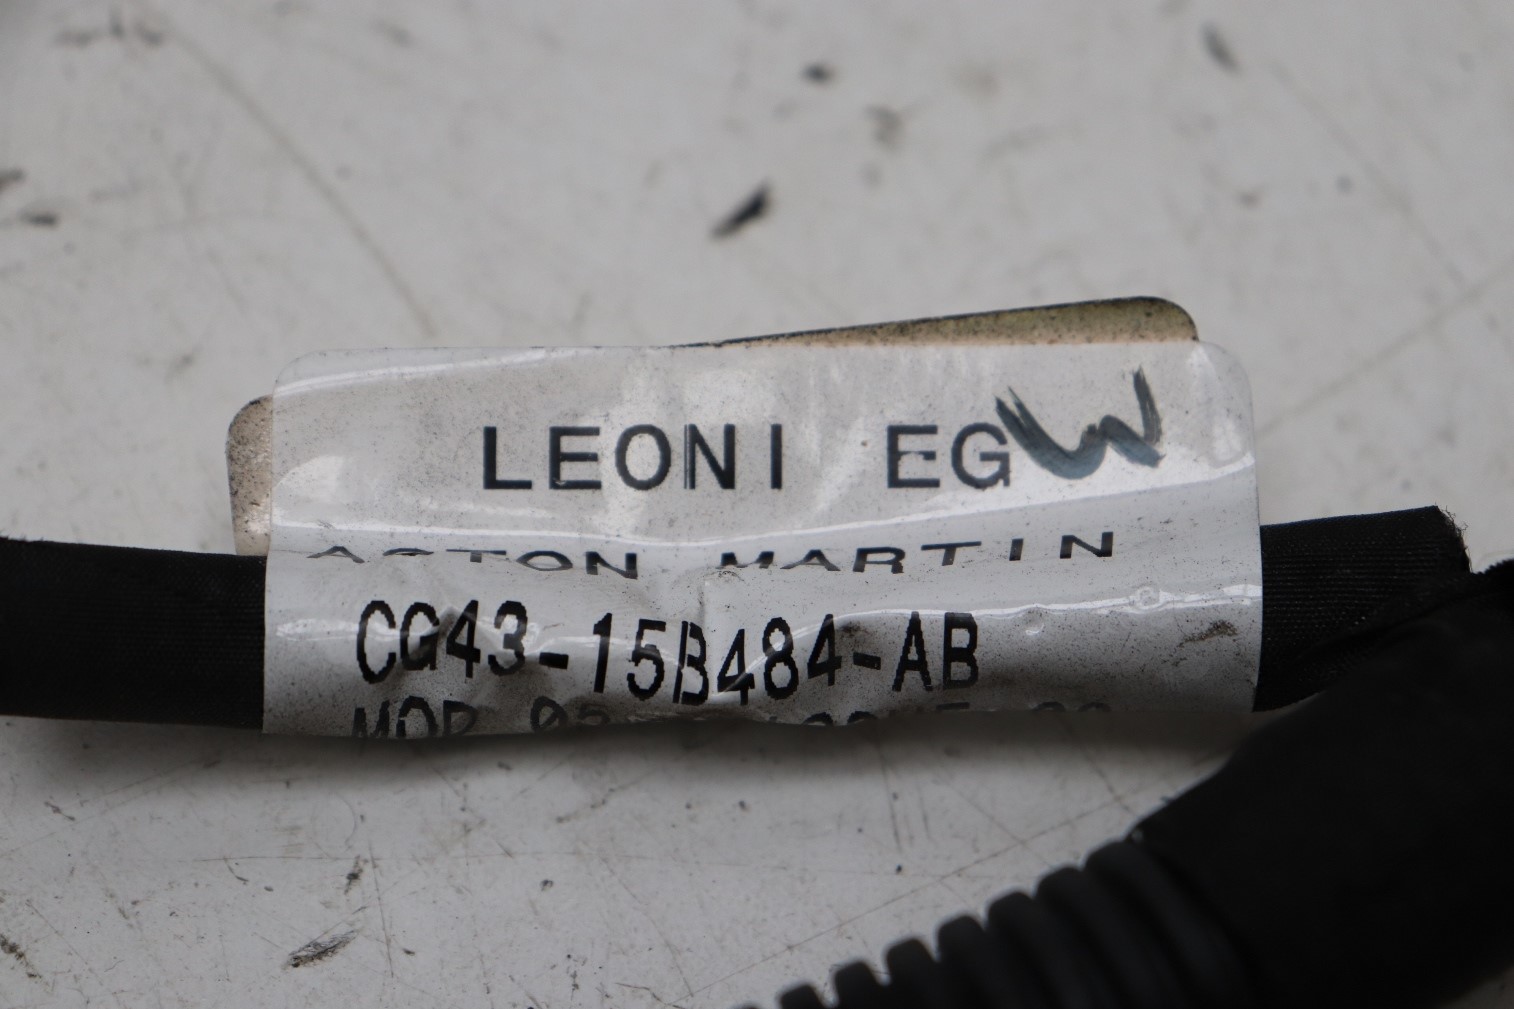 LEONI EG W
ASTON MARTIN
CG43-15B484-AB